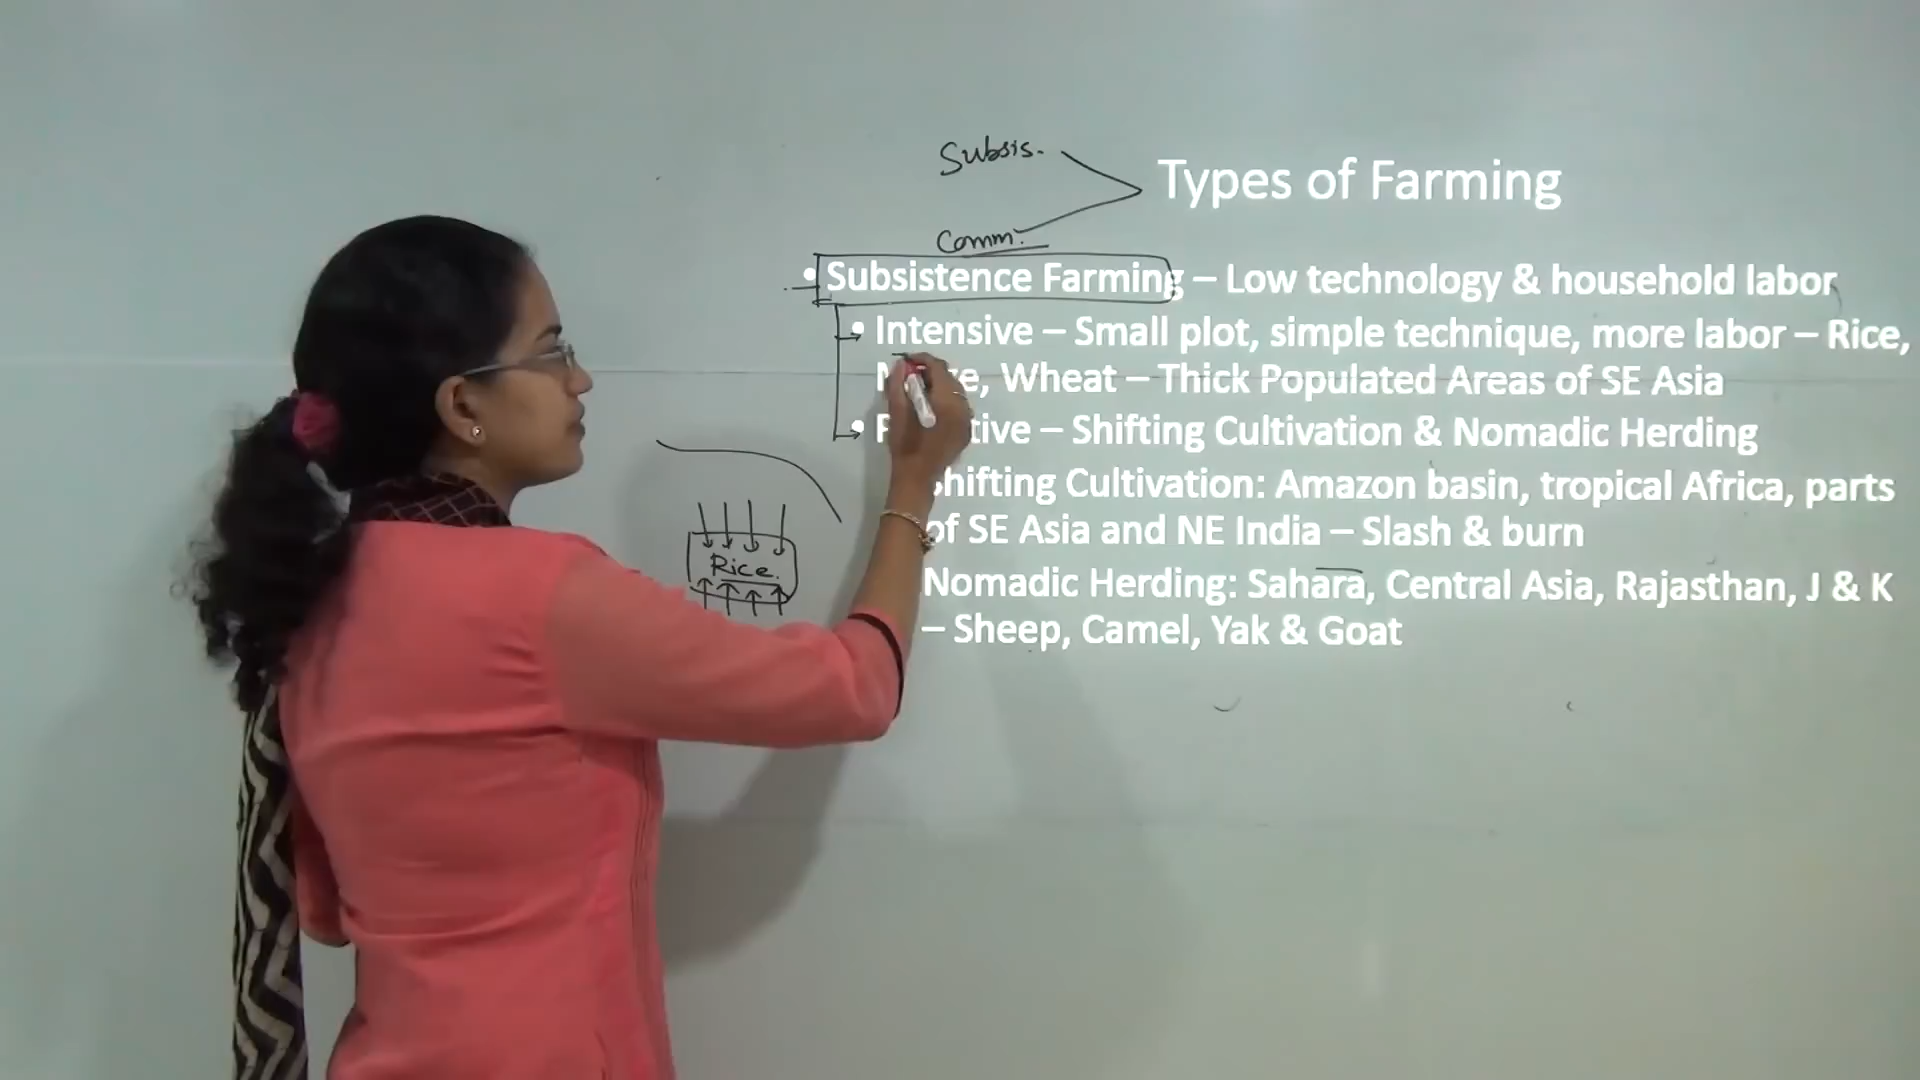 Subsis.
Types of Farming
Comm.
• Subsistence Farming – Low technology & household labor
• Intensive – Small plot, simple technique, more labor – Rice,
Wheat – Thick Populated Areas of SE Asia
• – Shifting Cultivation & Nomadic Herding
Shifting Cultivation: Amazon basin, tropical Africa, parts
of SE Asia and NE India – Slash & burn
Rice.
Nomadic Herding: Sahara, Central Asia, Rajasthan, J & K
– Sheep, Camel, Yak & Goat